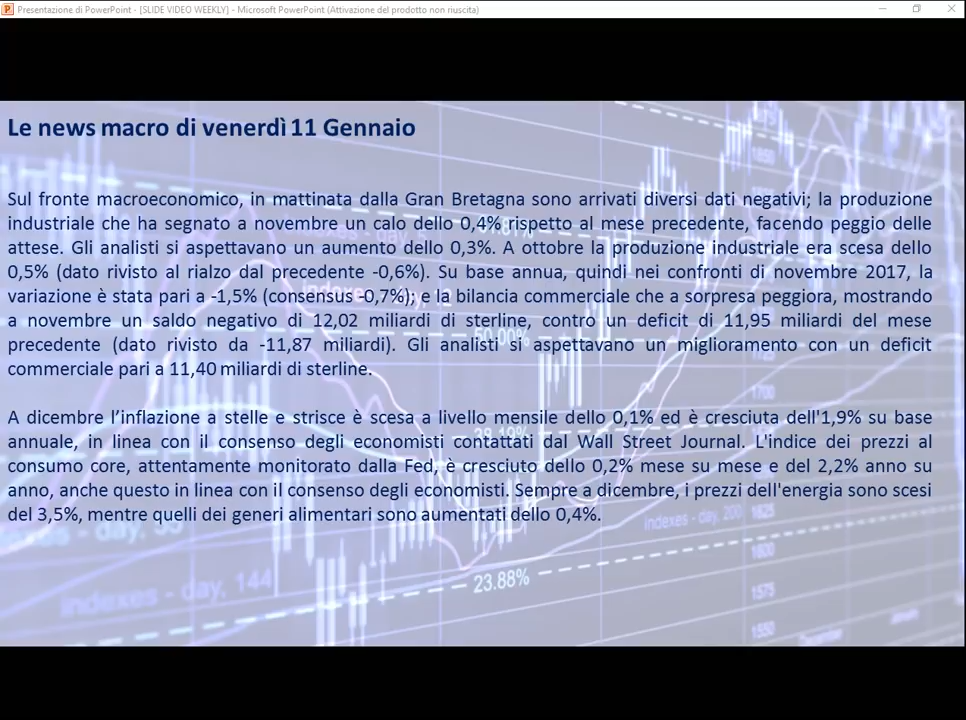 Presentazione di PowerPoint - [SLIDE VIDEO WEEKLY] - Microsoft PowerPoint (Attivazione del prodotto non riuscita)
Le news macro di venerdì 11 Gennaio
Sul fronte macroeconomico, in mattinata dalla Gran Bretagna sono arrivati diversi dati negativi; la produzione
industriale che ha segnato a novembre un calo dello 0,4% rispetto al mese precedente, facendo peggio delle
attese. Gli analisti si aspettavano un aumento dello 0,3%. A ottobre la produzione industriale era scesa dello
0,5% (dato rivisto al rialzo dal precedente -0,6%). Su base annua, quindi nei confronti di novembre 2017, la
variazione è stata pari a -1,5% (consensus -0,7%); e la bilancia commerciale che a sorpresa peggiora, mostrando
a novembre un saldo negativo di 12,02 miliardi di sterline, contro un deficit di 11,95 miliardi del mese
precedente (dato rivisto da -11,87 miliardi). Gli analisti si aspettavano un miglioramento con un deficit
commerciale pari a 11,40 miliardi di sterline.
A dicembre l’inflazione a stelle e strisce è scesa a livello mensile dello 0,1% ed è cresciuta dell'1,9% su base
annuale, in linea con il consenso degli economisti contattati dal Wall Street Journal. L'indice dei prezzi al
consumo core, attentamente monitorato dalla Fed, è cresciuto dello 0,2% mese su mese e del 2,2% anno su
anno, anche questo in linea con il consenso degli economisti. Sempre a dicembre, i prezzi dell'energia sono scesi
del 3,5%, mentre quelli dei generi alimentari sono aumentati dello 0,4%.
indexes - day, 200
1625
1600
23.88%
indexes - day, 144
1575
1550